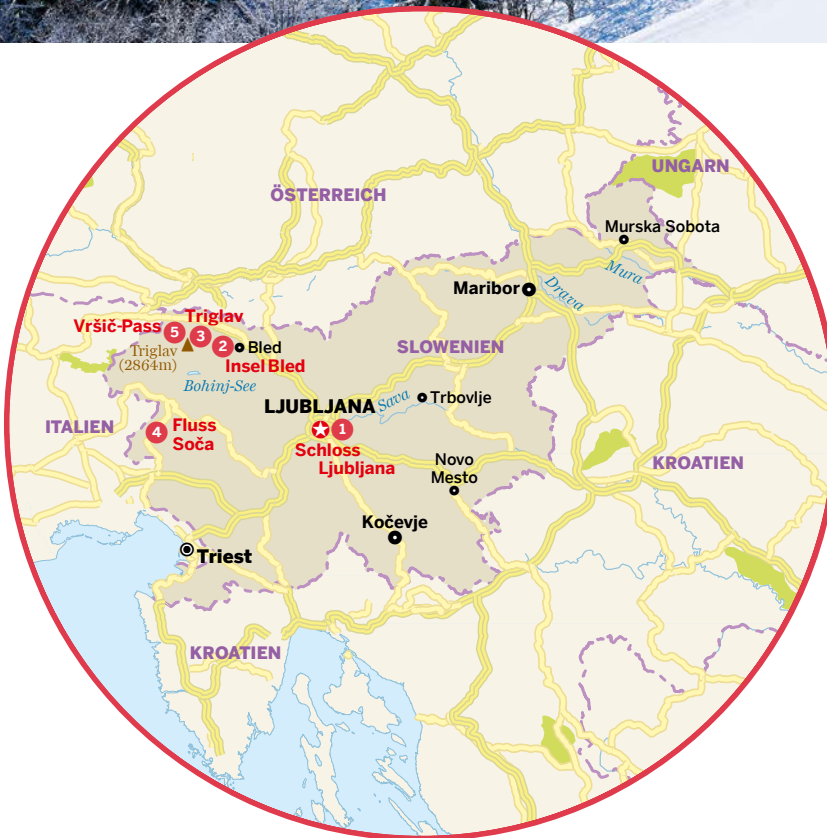 UNGARN
ÖSTERREICH
Murska Sobota
Mura
Maribor
Drava
Triglav
Vršič-Pass 5
3
2 Bled
Triglav
(2864m)
Insel Bled
SLOWENIEN
Bohinj-See
LJUBLJANA
Sava
Trbovlje
ITALIEN
4 Fluss
Soča
1
Schloss
Ljubljana
Novo
Mesto
KROATIEN
Kočevje
Triest
KROATIEN